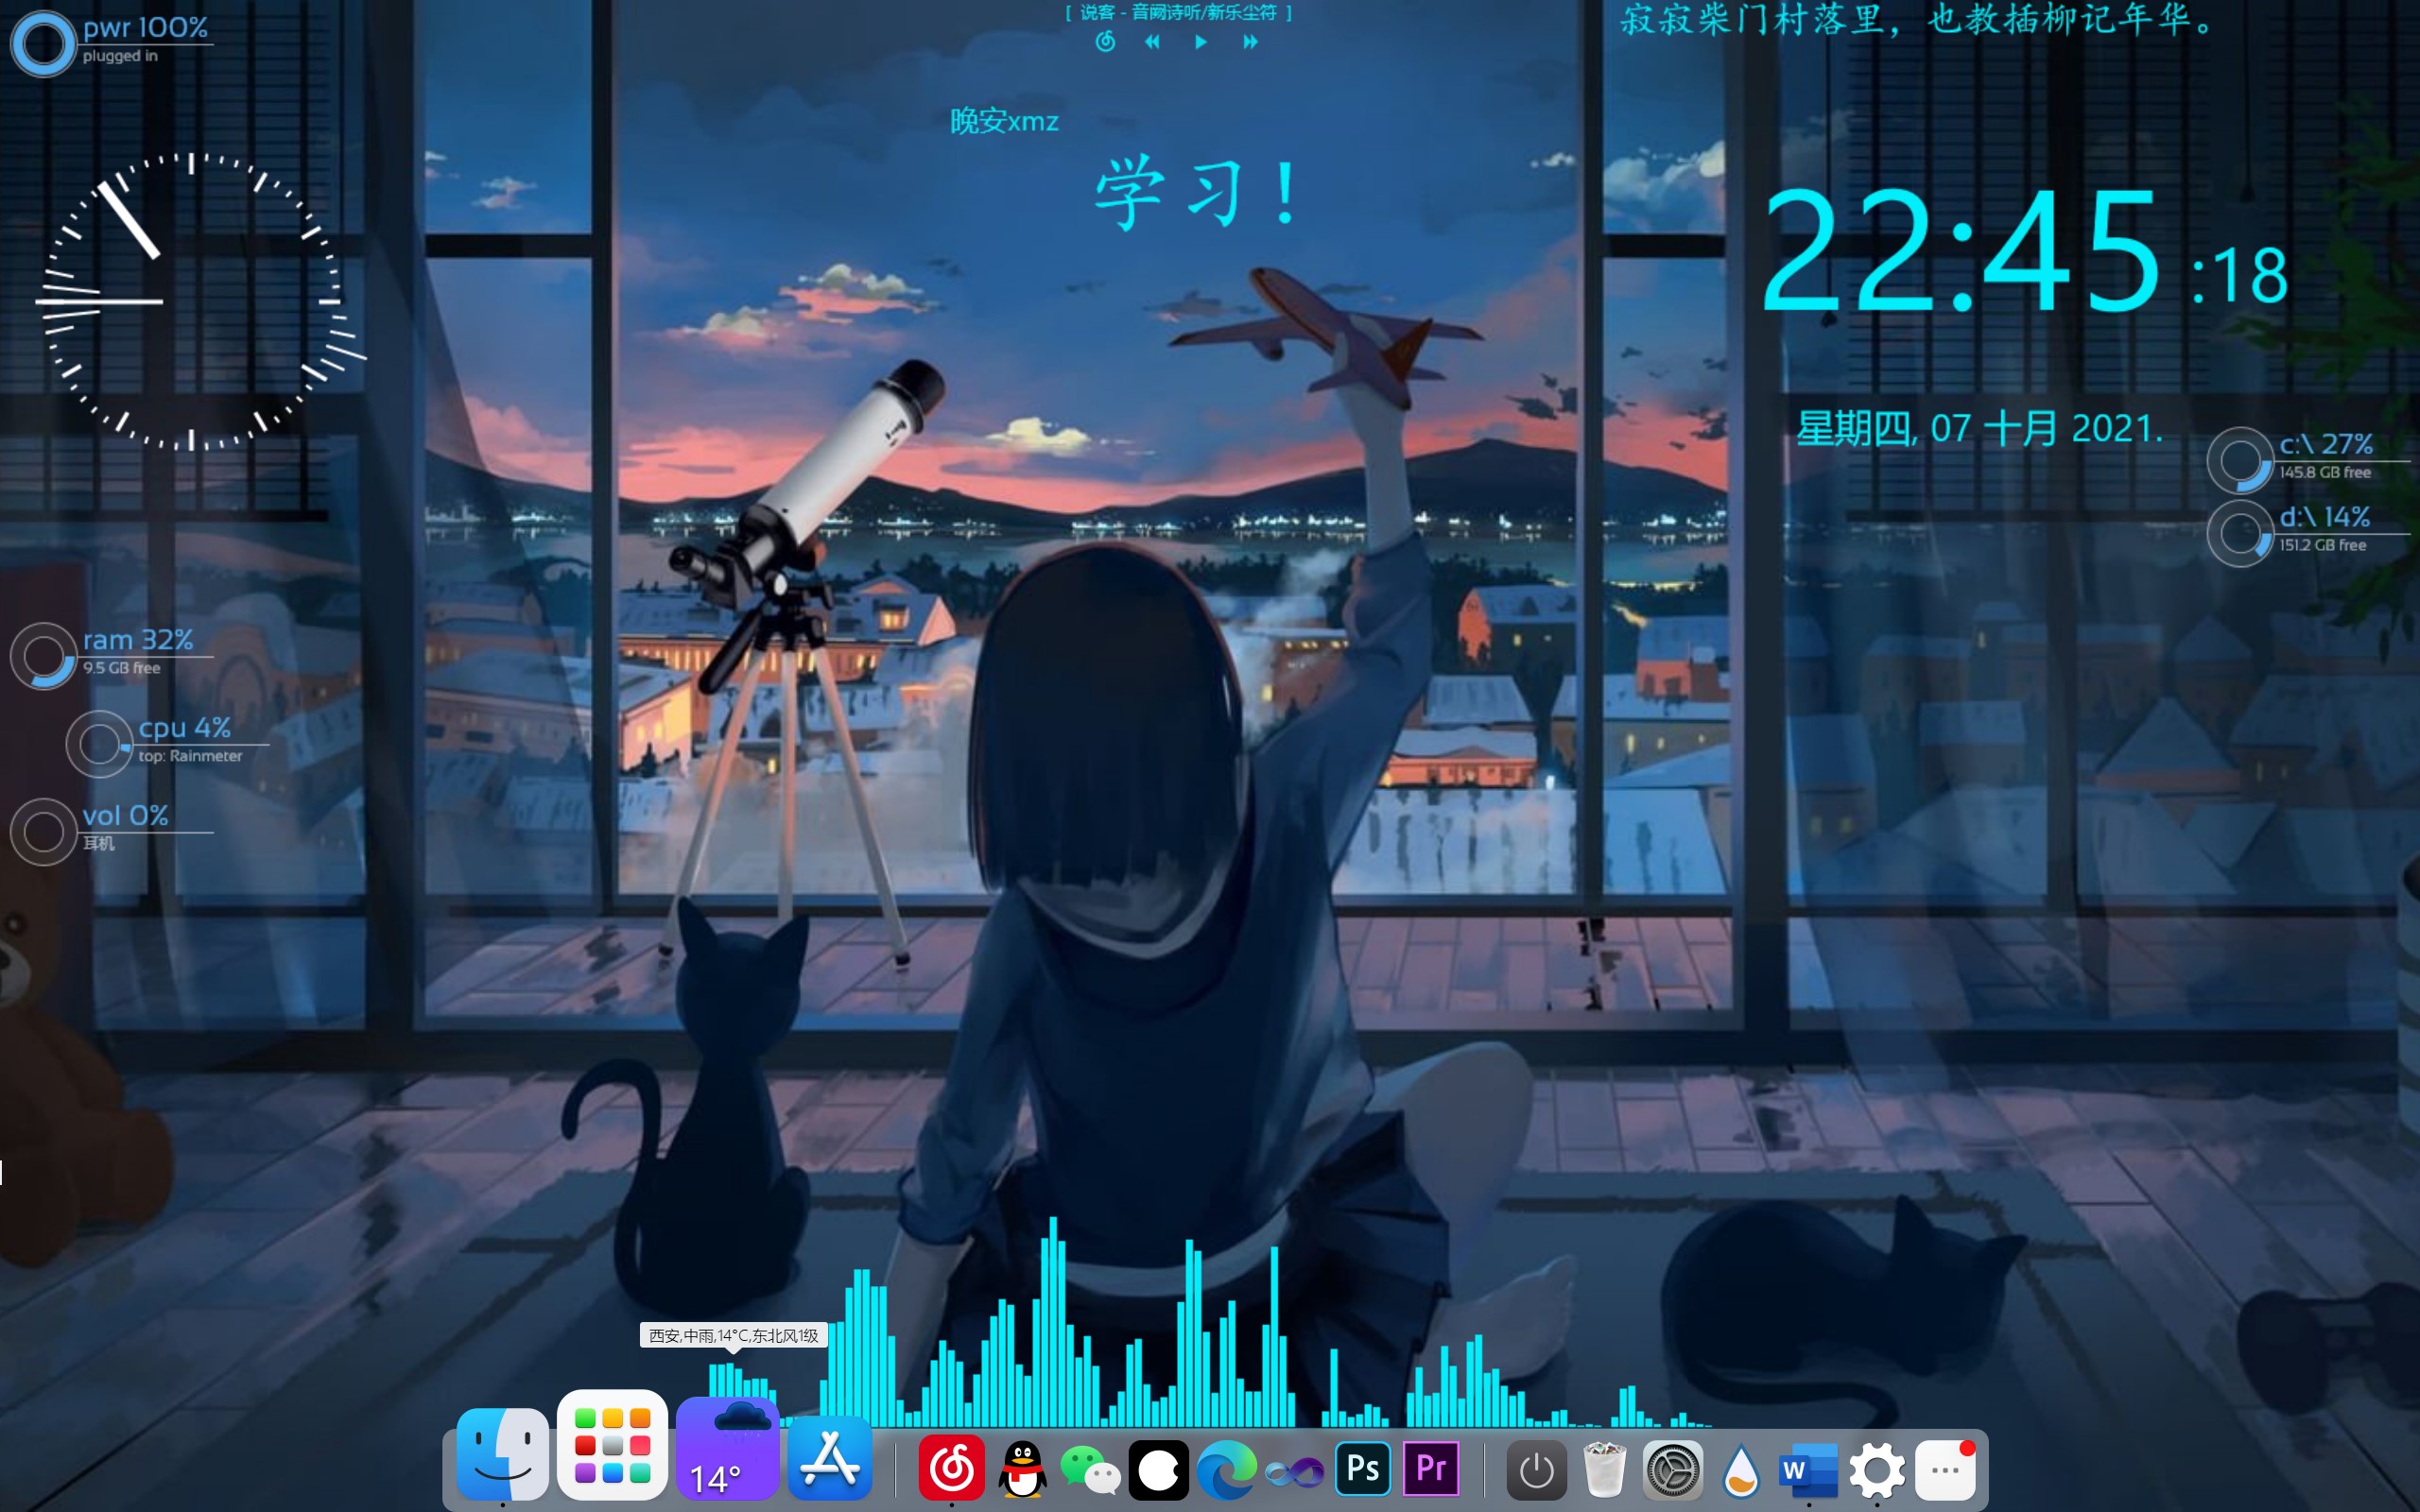 pwr 100%
plugged in
[ 说客 - 音阙诗听/新乐尘符 ]
寂寂柴门村落里，也教插柳记年华。
晚安xmz
学习！
22:45 :18
星期四, 07 十月 2021.
c:\ 27%
145.8 GB free
d:\ 14%
151.2 GB free
ram 32%
9.5 GB free
cpu 4%
top: Rainmeter
vol 0%
耳机
西安,中雨,14°C,东北风1级
14°
Ps
Pr
W